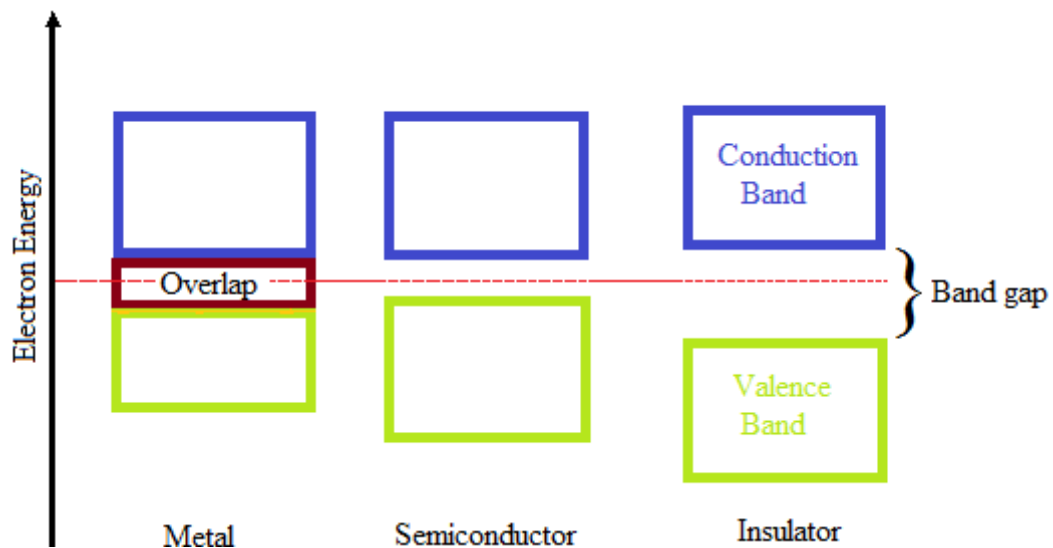 Electron Energy
Overlap
Conduction
Band
Band gap
Valence
Band
Metal
Semiconductor
Insulator